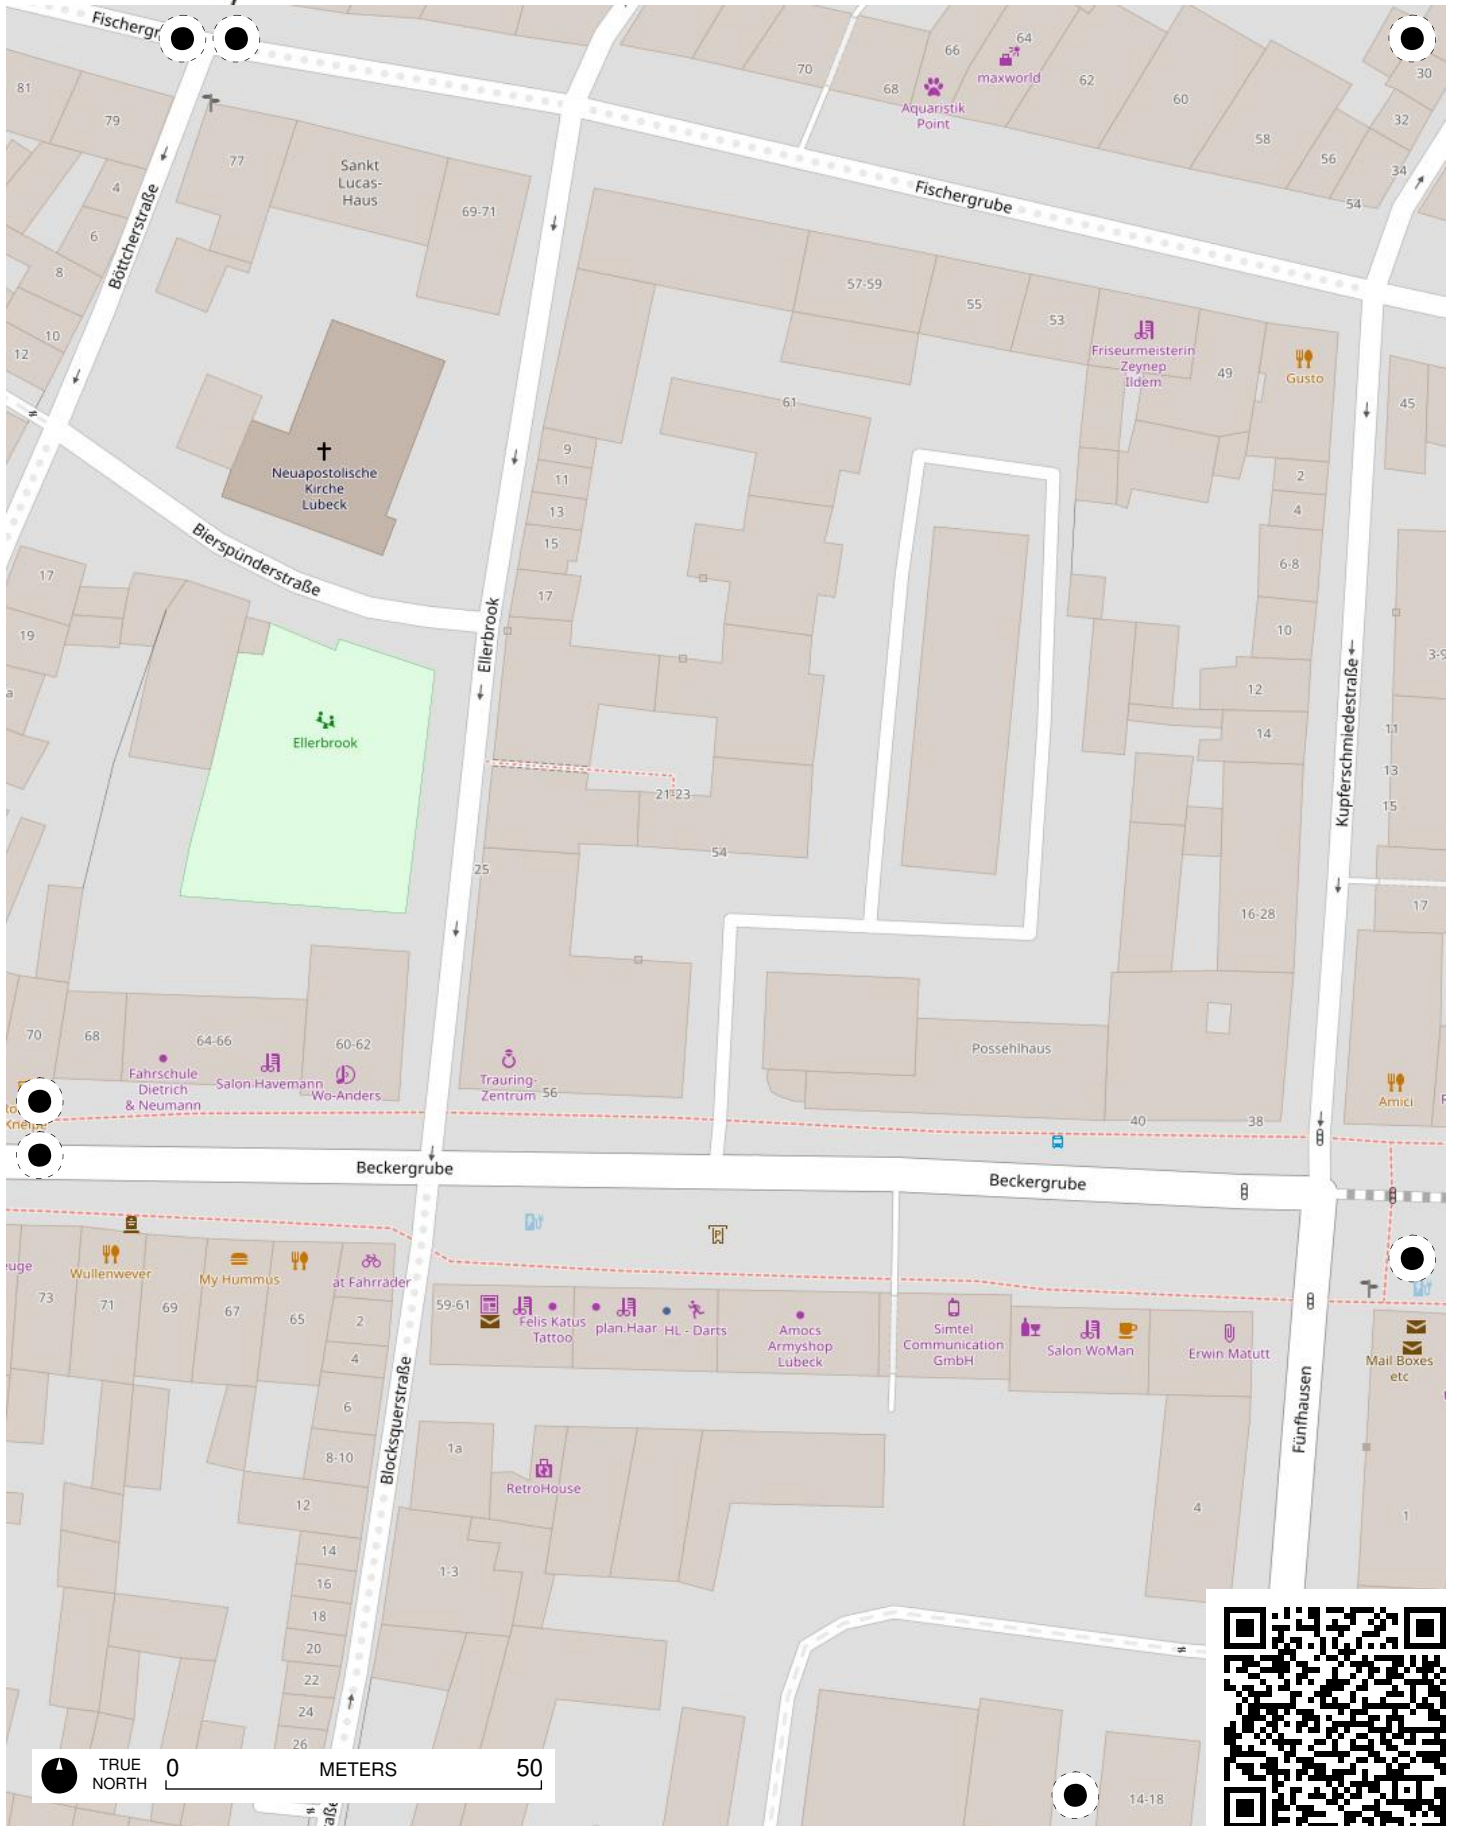 Fischergr
81
79
77
4
6
8
10
12
Böttcherstraße
Sankt
Lucas-
Haus
69-71
70
68
66
64
maxworld
Aquaristik
Point
62
60
58
56
54
30
32
34
Fischergrube
57-59
55
53
Friseurmeisterin
Zeynep
Ildem
49
Gusto
45
61
Neuapostolische
Kirche
Lübeck
9
11
13
15
17
2
4
6-8
10
12
14
Bierspünderstraße
17
19
a
Ellerbrook
Ellerbrook
Kupferschmiedestraße
3-9
11
13
15
17
21-23
54
25
16-28
70
68
64-66
60-62
Fahrschule
Dietrich
& Neumann
Salon Havemann
Wo-Anders
Kneipe
Trauring-
Zentrum
56
Possehlhaus
40
38
Amici
Beckergrube
Beckergrube
euge
73
Wullenwever
71
69
My Hummus
67
65
at Fahrräder
2
4
6
8-10
12
14
16
18
20
22
24
26
59-61
Felis Katus
Tattoo
plan.Haar
HL - Darts
Amocs
Armyshop
Lübeck
Simtel
Communication
GmbH
Salon WoMan
Erwin Matutt
Mail Boxes
etc
Blocksquerstraße
1a
RetroHouse
1-3
4
1
Fünfhausen
14-18
aße
TRUE
NORTH
0
METERS
50